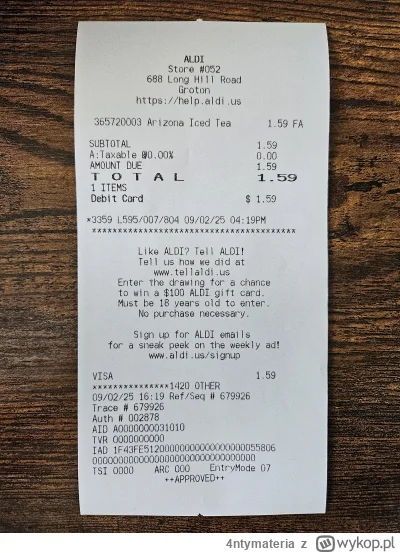 ALDI
Store #052
688 Long Hill Road
Groton
https://help.aldi.us
365720003 Arizona Iced Tea 1.59 FA
SUBTOTAL 1.59
A:Taxable @0.00% 0.00
AMOUNT DUE 1.59
TOTAL 1.59
1 ITEMS
Debit Card $ 1.59
*3359 L595/007/804 09/02/25 04:19PM
****************************************
Like ALDI? Tell ALDI!
Tell us how we did at
www.tellaldi.us
Enter the drawing for a chance
to win a $100 ALDI gift card.
Must be 18 years old to enter.
No purchase necessary.
Sign up for ALDI emails
for a sneak peek on the weekly ad!
www.aldi.us/signup
VISA 1.59
***************1420 OTHER
09/02/25 16:19 Ref/Seq # 679926
Trace # 679926
Auth # 002878
AID A0000000031010
TVR 0000000000
IAD 1F43FE5120000000000000000000055806
00000000000000000000000000000000
TSI 0000 ARC 000 EntryMode 07
++APPROVED++
4ntymateria z wykop.pl